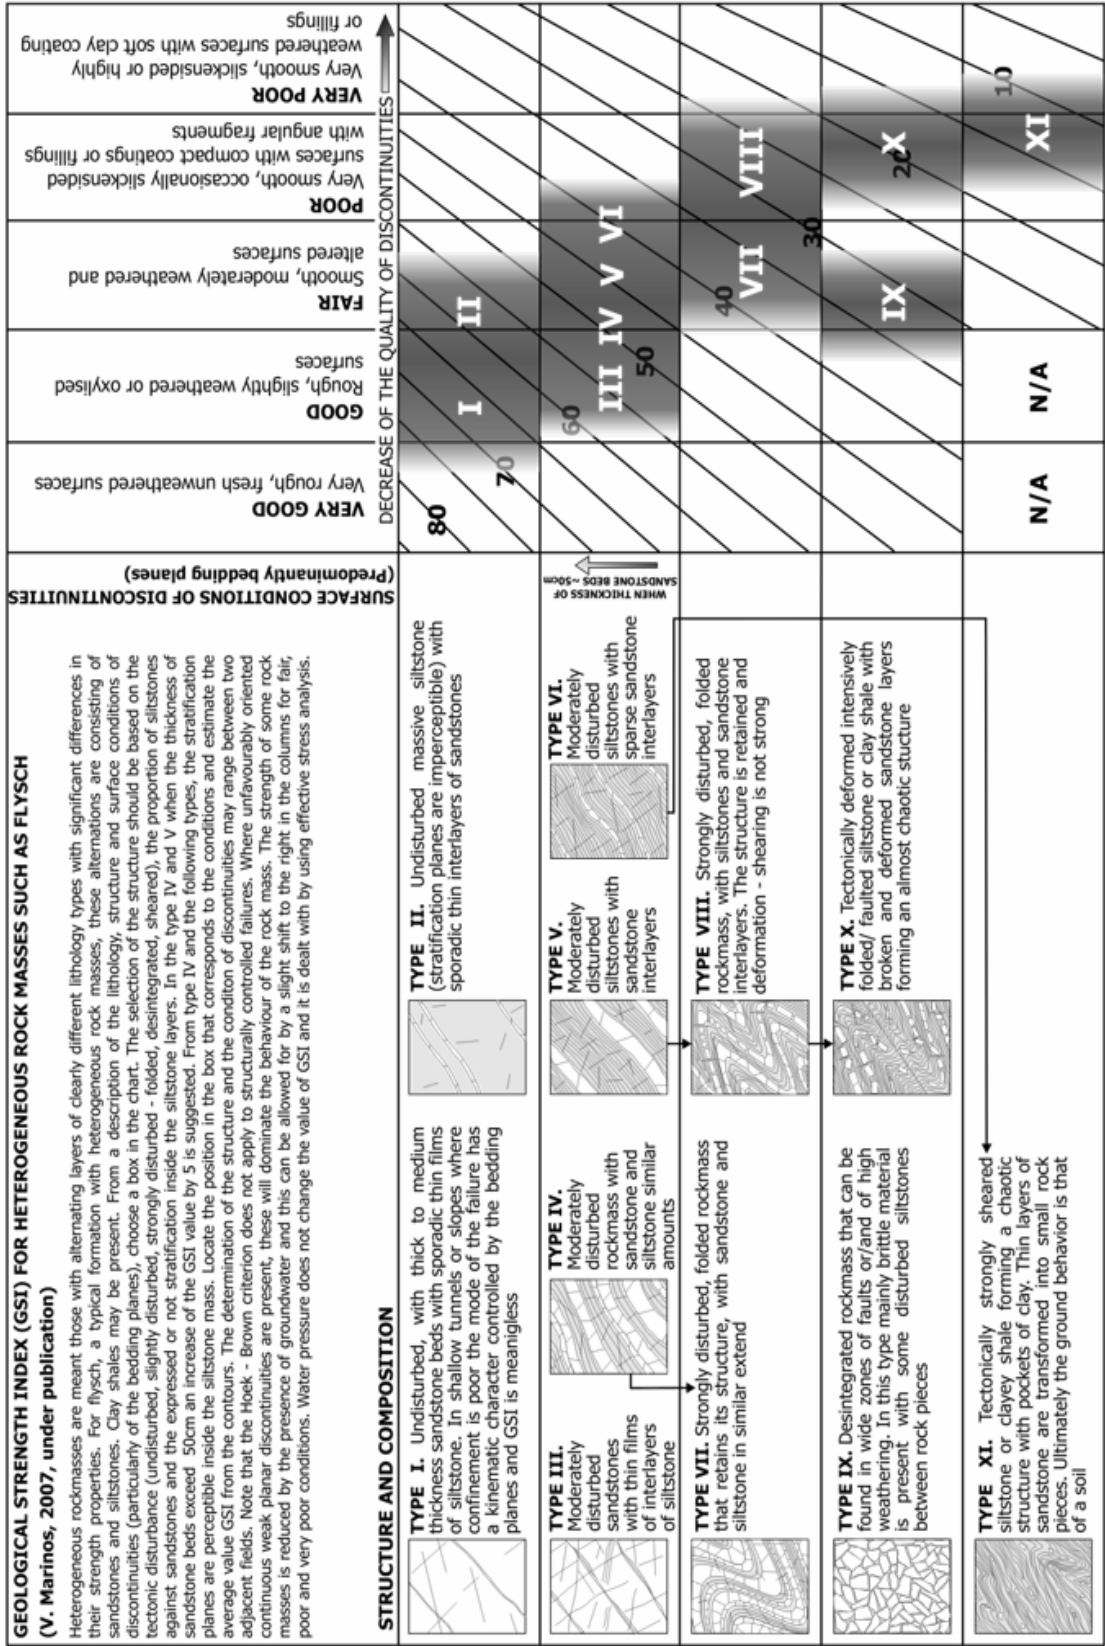 GEOLOGICAL STRENGTH INDEX (GSI) FOR HETEROGENEOUS ROCK MASSES SUCH AS FLYSCH
(V. Marinos, 2007, under publication)
Heterogeneous rockmasses are meant those with alternating layers of clearly different lithology types with significant differences in
their strength properties. For flysch, a typical formation with heterogeneous rock masses, these alternations are consisting of
sandstones and siltstones. Clay shales may be present. From a description of the lithology, structure and surface conditions of
discontinuities (particularly of the bedding planes), choose a box in the chart. The selection of the structure should be based on the
tectonic disturbance (undisturbed, slightly disturbed, strongly disturbed - folded, desintegrated, sheared), the proportion of siltstones
against sandstones and the expressed or not stratification inside the siltstone layers. In the type IV and V when the thickness of
sandstone beds exceed 50cm an increase of the GSI value by 5 is suggested. From type IV and the following types, the stratification
planes are perceptible inside the siltstone mass. Locate the position in the box that corresponds to the conditions and estimate the
average value GSI from the contours. The determination of the structure and the conditon of discontinuities may range between two
adjacent fields. Note that the Hoek - Brown criterion does not apply to structurally controlled failures. Where unfavourably oriented
continuous weak planar discontinuities are present, these will dominate the behaviour of the rock mass. The strength of some rock
masses is reduced by the presence of groundwater and this can be allowed for by a slight shift to the right in the columns for fair,
poor and very poor conditions. Water pressure does not change the value of GSI and it is dealt with by using effective stress analysis.
STRUCTURE AND COMPOSITION
SURFACE CONDITIONS OF DISCONTINUITIES
(Predominantly bedding planes)
VERY GOOD
Very rough, fresh unweathered surfaces
GOOD
Rough, slightly weathered or oxylised
surfaces
FAIR
Smooth, moderately weathered and
altered surfaces
POOR
Very smooth, occasionally slickensided
surfaces with compact coatings or fillings
with angular fragments
VERY POOR
Very smooth, slickensided or highly
weathered surfaces with soft clay coating
or fillings
DECREASE OF THE QUALITY OF DISCONTINUITIES
TYPE I. Undisturbed, with thick to medium
thickness sandstone beds with sporadic thin films
of siltstone. In shallow tunnels or slopes where
confinement is poor the mode of the failure has
a kinematic character controlled by the bedding
planes and GSI is meanigless
TYPE II. Undisturbed massive siltstone
(stratification planes are imperceptible) with
sporadic thin interlayers of sandstones
80
70
I
II
TYPE III.
Moderately
disturbed
sandstones
with thin films
of interlayers
of siltstone
TYPE IV.
Moderately
disturbed
rockmass with
sandstone and
siltstone similar
amounts
TYPE V.
Moderately
disturbed
siltstones with
sandstone
interlayers
TYPE VI.
Moderately
disturbed
siltstones with
sparse sandstone
interlayers
WHEN THICKNESS OF
SANDSTONE BEDS ~50cm
60
III IV V VI
50
TYPE VII. Strongly disturbed, folded rockmass
that retains its structure, with sandstone and
siltstone in similar extend
TYPE VIII. Strongly disturbed, folded
rockmass, with siltstones and sandstone
interlayers. The structure is retained and
deformation - shearing is not strong
40
VII
VIII
30
TYPE IX. Desintegrated rockmass that can be
found in wide zones of faults or/and of high
weathering. In this type mainly brittle material
is present with some disturbed siltstones
between rock pieces
TYPE X. Tectonically deformed intensively
folded/ faulted siltstone or clay shale with
broken and deformed sandstone layers
forming an almost chaotic stucture
IX
X
20
TYPE XI. Tectonically strongly sheared
siltstone or clayey shale forming a chaotic
structure with pockets of clay. Thin layers of
sandstone are transformed into small rock
pieces. Ultimately the ground behavior is that
of a soil
N/A
N/A
10
XI